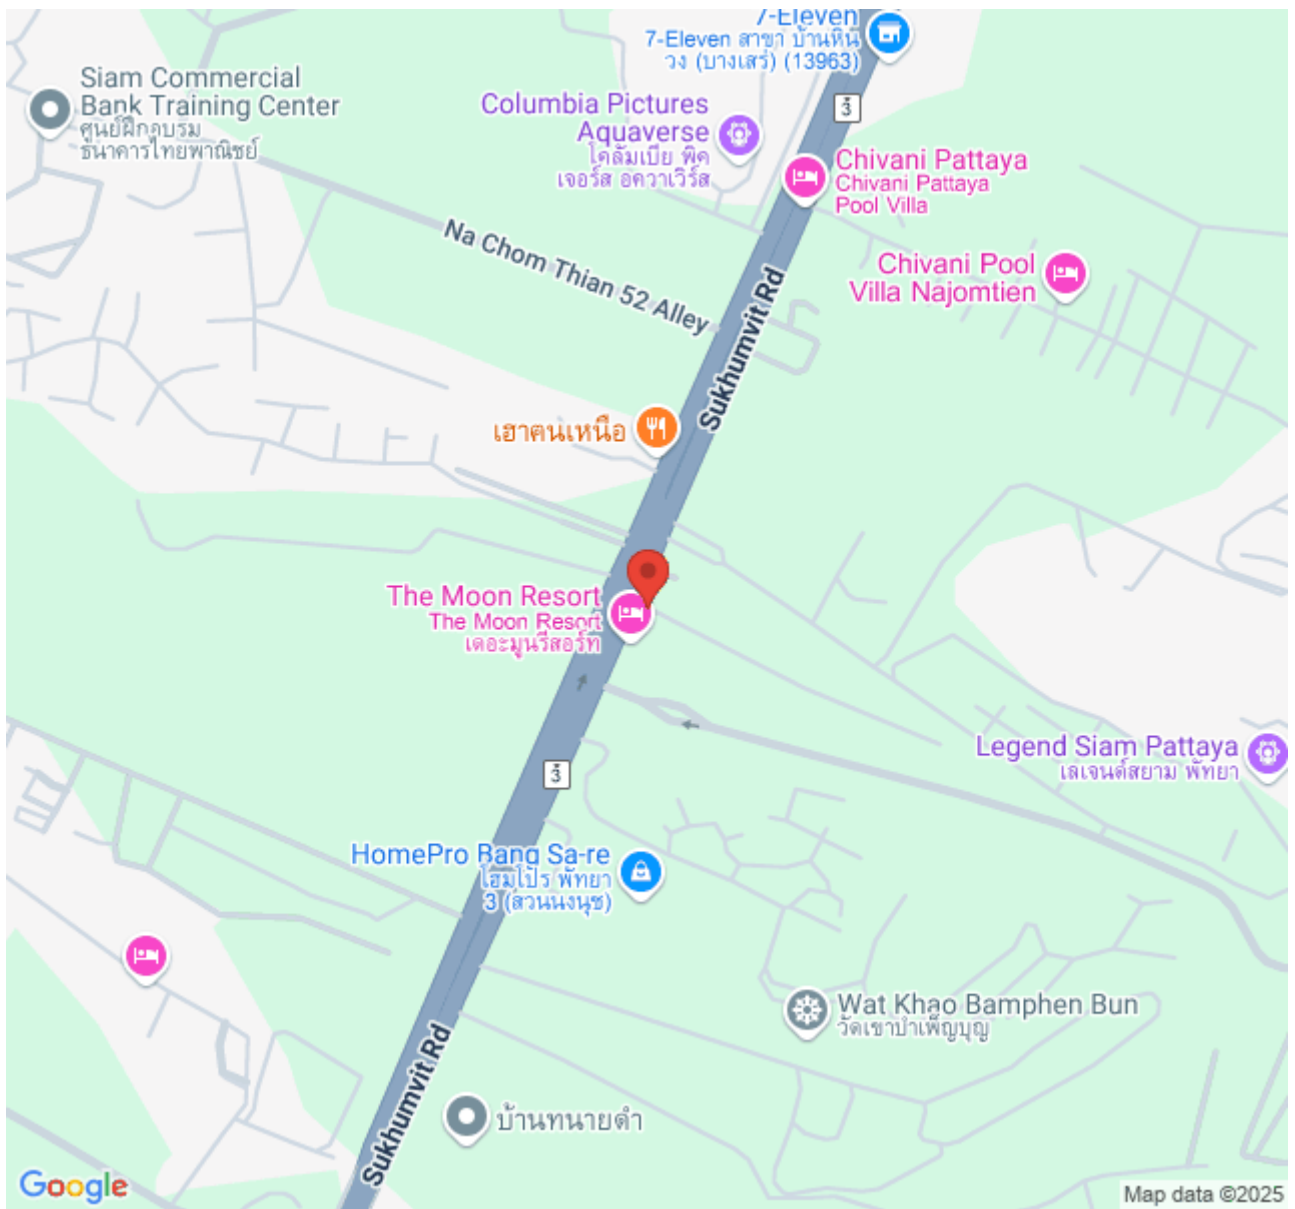 7-Eleven
7-Eleven สาขา บ้านหิน
วง (บางเสร่) (13963)
Siam Commercial
Bank Training Center
ศูนย์ฝึกอบรม
ธนาคารไทยพาณิชย์
Columbia Pictures
Aquaverse
โคลัมเบีย พิค
เจอร์ส อควาเวิร์ส
3
Chivani Pattaya
Chivani Pattaya
Pool Villa
Na Chom Thian 52 Alley
Chivani Pool
Villa Najomtien
Sukhumvit Rd
เฮาคนเหนือ
The Moon Resort
The Moon Resort
เดอะมูนรีสอร์ท
Legend Siam Pattaya
เลเจนด์สยาม พัทยา
3
HomePro Bang Sa-re
โฮมโปร พัทยา
3 (สวนนงนุช)
Wat Khao Bamphen Bun
วัดเขาบำเพ็ญบุญ
Sukhumvit Rd
บ้านทนายดำ
Google
Map data ©2025